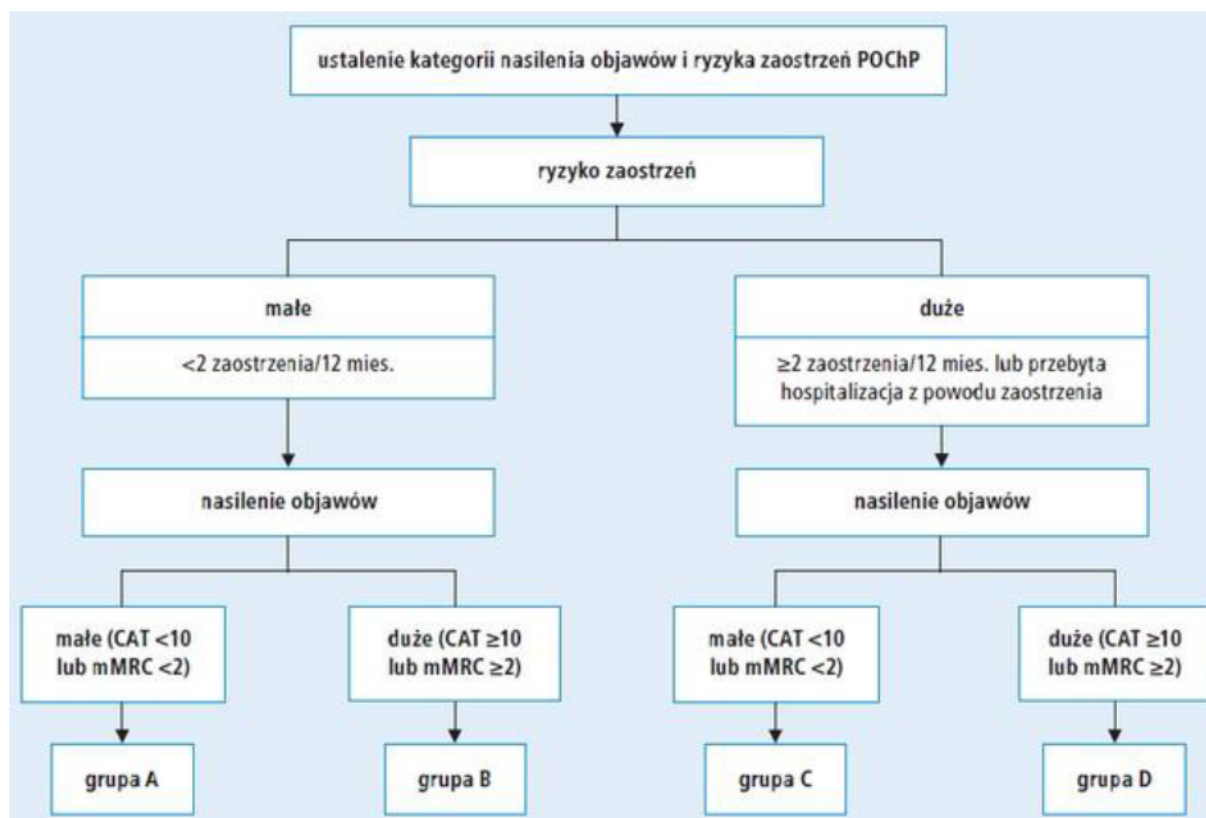 ustalenie kategorii nasilenia objawów i ryzyka zaostrzeń POChP
ryzyko zaostrzeń
małe
<2 zaostrzenia/12 mies.
duże
≥2 zaostrzenia/12 mies. lub przebyta
hospitalizacja z powodu zaostrzenia
nasilenie objawów
nasilenie objawów
małe (CAT <10
lub mMRC <2)
duże (CAT ≥10
lub mMRC ≥2)
małe (CAT <10
lub mMRC <2)
duże (CAT ≥10
lub mMRC ≥2)
grupa A
grupa B
grupa C
grupa D